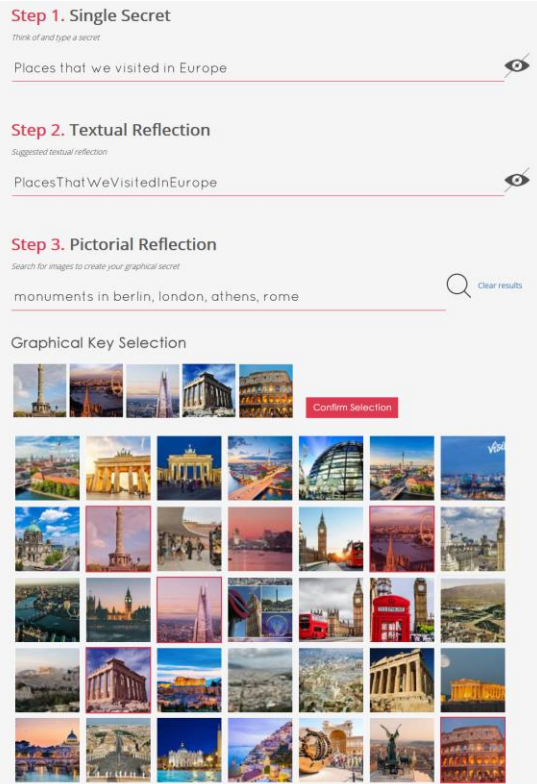 Step 1. Single Secret
Think of and type a secret
Places that we visited in Europe
Step 2. Textual Reflection
Suggested textual reflection
PlacesThatWeVisitedInEurope
Step 3. Pictorial Reflection
Search for images to create your graphical secret
monuments in berlin, london, athens, rome
Clear results
Graphical Key Selection
Confirm Selection